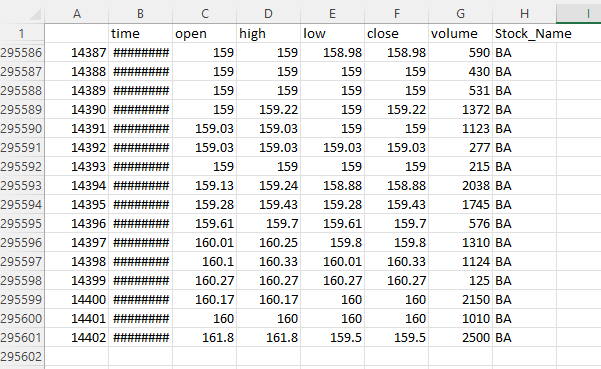 A B C D E F G H I
1 time open high low close volume Stock_Name
295586 14387 ######## 159 159 158.98 158.98 590 BA
295587 14388 ######## 159 159 159 159 430 BA
295588 14389 ######## 159 159 159 159 531 BA
295589 14390 ######## 159 159.22 159 159.22 1372 BA
295590 14391 ######## 159.03 159.03 159 159 1123 BA
295591 14392 ######## 159.03 159.03 159.03 159.03 277 BA
295592 14393 ######## 159 159 159 159 215 BA
295593 14394 ######## 159.13 159.24 158.88 158.88 2038 BA
295594 14395 ######## 159.28 159.43 159.28 159.43 1745 BA
295595 14396 ######## 159.61 159.7 159.61 159.7 576 BA
295596 14397 ######## 160.01 160.25 159.8 159.8 1310 BA
295597 14398 ######## 160.1 160.33 160.01 160.33 1124 BA
295598 14399 ######## 160.27 160.27 160.27 160.27 125 BA
295599 14400 ######## 160.17 160.17 160 160 2150 BA
295600 14401 ######## 160 160 160 160 1010 BA
295601 14402 ######## 161.8 161.8 159.5 159.5 2500 BA
295602